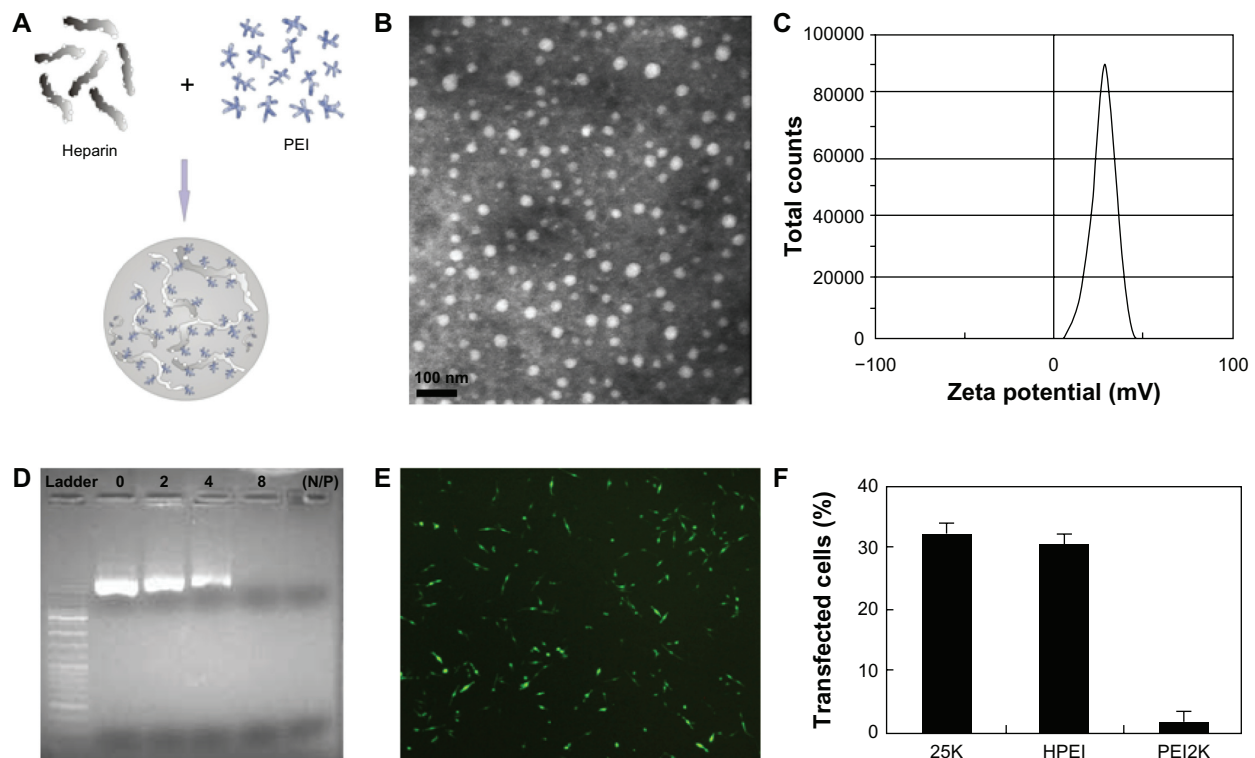 A
Heparin
+
PEI
B
100 nm
C
Total counts
100000
80000
60000
40000
20000
0
−100
0
100
Zeta potential (mV)
D
Ladder 0 2 4 8 (N/P)
E
F
Transfected cells (%)
40
30
20
10
0
25K HPEI PEI2K